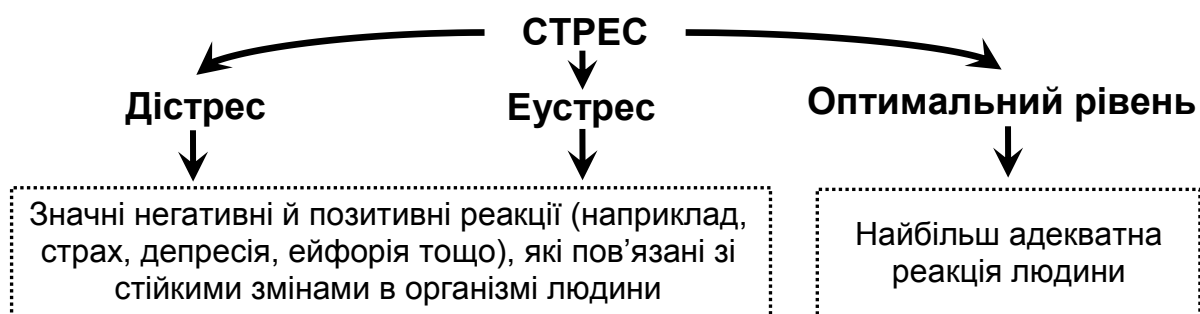 СТРЕС
Дістрес
Еустрес
Оптимальний рівень
Значні негативні й позитивні реакції (наприклад,
страх, депресія, ейфорія тощо), які пов’язані зі
стійкими змінами в організмі людини
Найбільш адекватна
реакція людини